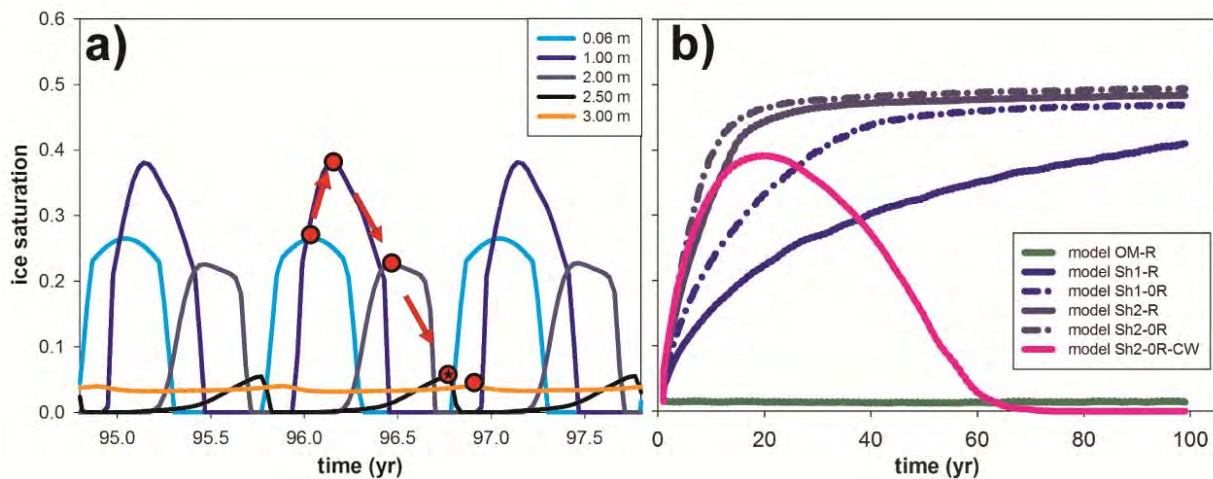 a)
0.6
0.5
0.4
0.3
0.2
0.1
0.0
ice saturation
0.06 m
1.00 m
2.00 m
2.50 m
3.00 m
95.0 95.5 96.0 96.5 97.0 97.5
time (yr)
b)
model OM-R
model Sh1-R
model Sh1-0R
model Sh2-R
model Sh2-0R
model Sh2-0R-CW
0 20 40 60 80 100
time (yr)